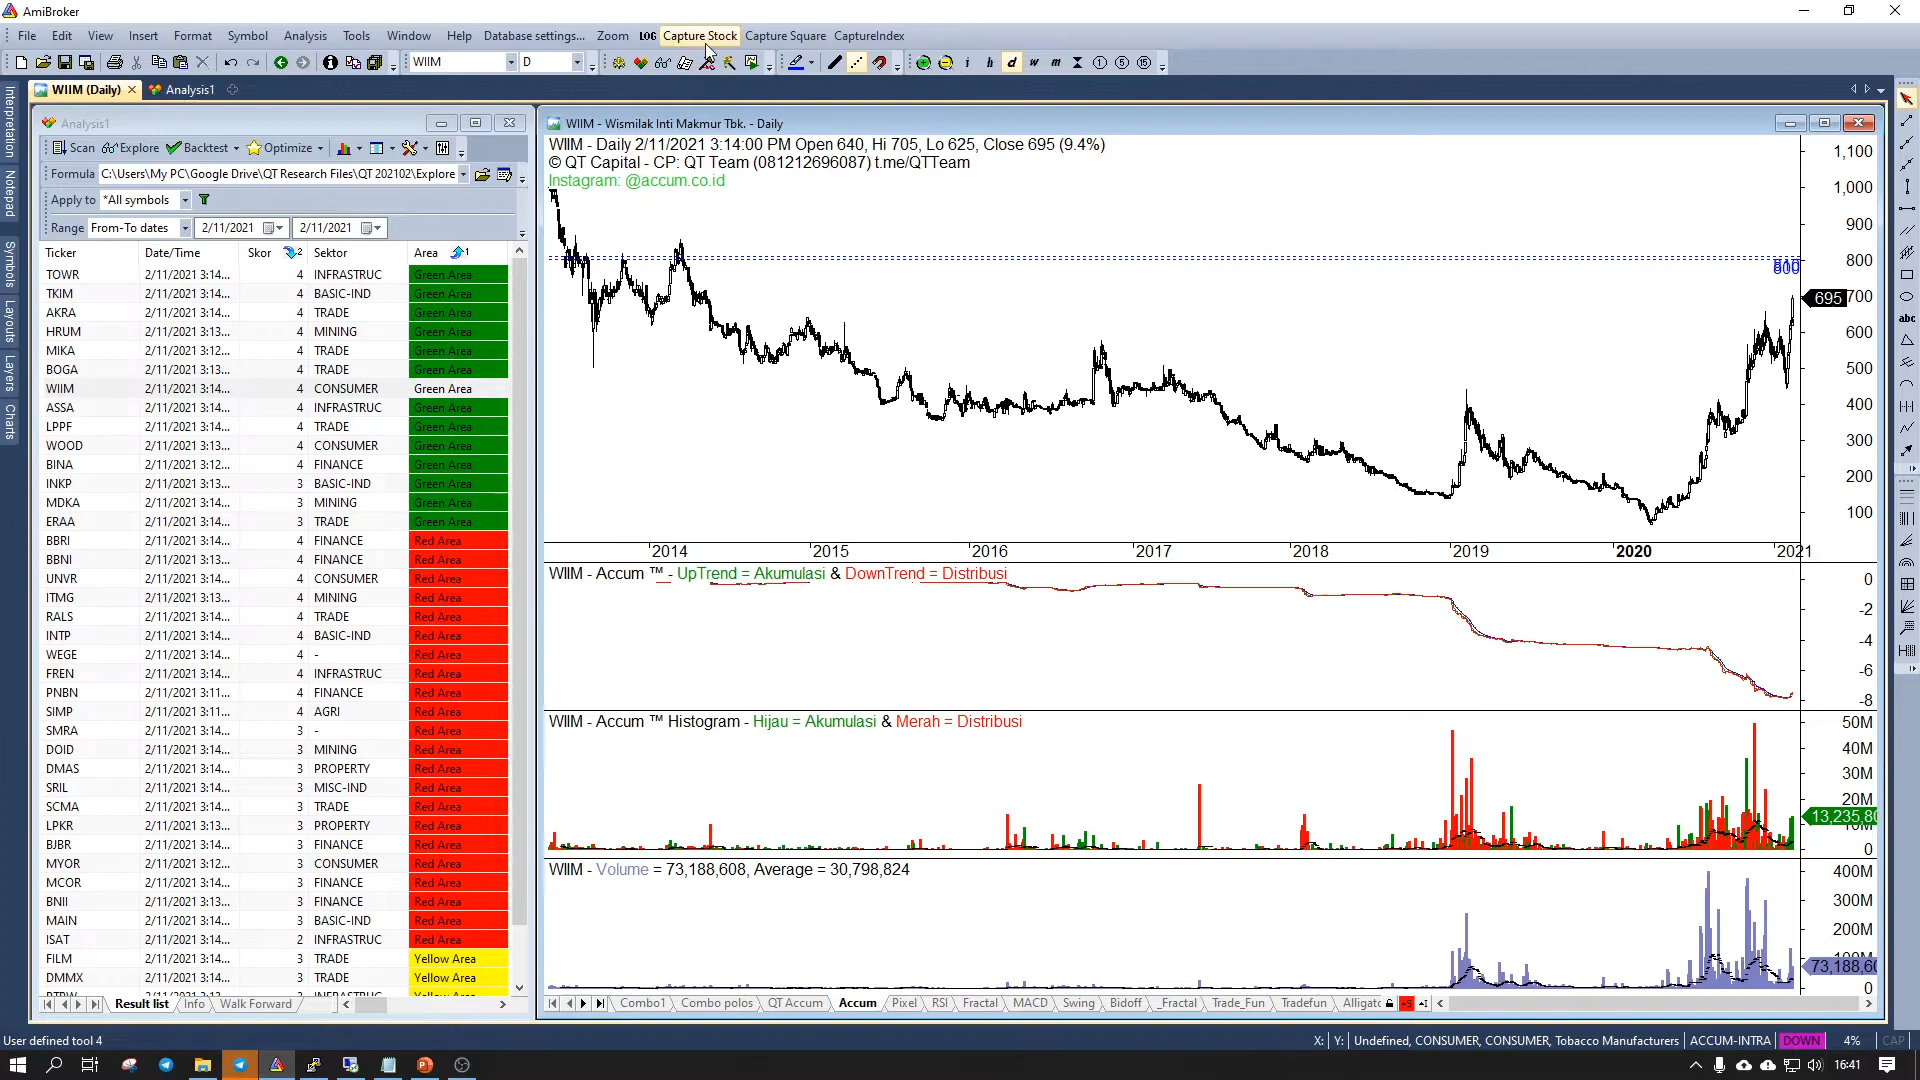 AmiBroker
File Edit View Insert Format Symbol Analysis Tools Window Help Database settings... Zoom LOG Capture Stock Capture Square CaptureIndex
WIIM D i h d w m 1 5 15
WIIM (Daily) Analysis1
Interpretation
Notepad
Symbols
Layouts
Layers
Charts
Analysis1
Scan Explore Backtest Optimize
Formula C:\Users\My PC\Google Drive\QT Research Files\QT 202102\Explore
Apply to *All symbols
Range From-To dates 2/11/2021 2/11/2021
Ticker Date/Time Skor 2 Sektor Area 1
TOWR 2/11/2021 3:14... 4 INFRASTRUC Green Area
TKIM 2/11/2021 3:14... 4 BASIC-IND Green Area
AKRA 2/11/2021 3:14... 4 TRADE Green Area
HRUM 2/11/2021 3:13... 4 MINING Green Area
MIKA 2/11/2021 3:12... 4 TRADE Green Area
BOGA 2/11/2021 3:13... 4 TRADE Green Area
WIIM 2/11/2021 3:14... 4 CONSUMER Green Area
ASSA 2/11/2021 3:14... 4 INFRASTRUC Green Area
LPPF 2/11/2021 3:14... 4 TRADE Green Area
WOOD 2/11/2021 3:13... 4 CONSUMER Green Area
BINA 2/11/2021 3:12... 4 FINANCE Green Area
INKP 2/11/2021 3:13... 3 BASIC-IND Green Area
MDKA 2/11/2021 3:14... 3 MINING Green Area
ERAA 2/11/2021 3:14... 3 TRADE Green Area
BBRI 2/11/2021 3:14... 4 FINANCE Red Area
BBNI 2/11/2021 3:13... 4 FINANCE Red Area
UNVR 2/11/2021 3:14... 4 CONSUMER Red Area
ITMG 2/11/2021 3:14... 4 MINING Red Area
RALS 2/11/2021 3:14... 4 TRADE Red Area
INTP 2/11/2021 3:14... 4 BASIC-IND Red Area
WEGE 2/11/2021 3:14... 4 - Red Area
FREN 2/11/2021 3:14... 4 INFRASTRUC Red Area
PNBN 2/11/2021 3:11... 4 FINANCE Red Area
SIMP 2/11/2021 3:11... 4 AGRI Red Area
SMRA 2/11/2021 3:14... 3 - Red Area
DOID 2/11/2021 3:14... 3 MINING Red Area
DMAS 2/11/2021 3:14... 3 PROPERTY Red Area
SRIL 2/11/2021 3:14... 3 MISC-IND Red Area
SCMA 2/11/2021 3:14... 3 TRADE Red Area
LPKR 2/11/2021 3:13... 3 PROPERTY Red Area
BJBR 2/11/2021 3:14... 3 FINANCE Red Area
MYOR 2/11/2021 3:12... 3 CONSUMER Red Area
MCOR 2/11/2021 3:14... 3 FINANCE Red Area
BNII 2/11/2021 3:13... 3 FINANCE Red Area
MAIN 2/11/2021 3:14... 3 BASIC-IND Red Area
ISAT 2/11/2021 3:14... 2 INFRASTRUC Red Area
FILM 2/11/2021 3:14... 3 TRADE Yellow Area
DMMX 2/11/2021 3:14... 3 TRADE Yellow Area
Result list Info Walk Forward
WIIM - Wismilak Inti Makmur Tbk. - Daily
WIIM - Daily 2/11/2021 3:14:00 PM Open 640, Hi 705, Lo 625, Close 695 (9.4%)
© QT Capital - CP: QT Team (081212696087) t.me/QTTeam
Instagram: @accum.co.id
1,100
1,000
900
800
695 700
600
500
400
300
200
100
2014 2015 2016 2017 2018 2019 2020 2021
WIIM - Accum ™ - UpTrend = Akumulasi & DownTrend = Distribusi
0
-2
-4
-6
-8
WIIM - Accum ™ Histogram - Hijau = Akumulasi & Merah = Distribusi
50M
40M
30M
20M
13,235,80
0
WIIM - Volume = 73,188,608, Average = 30,798,824
400M
300M
200M
73,188,60
0
Combo1 Combo polos QT Accum Accum Pixel RSI Fractal MACD Swing Bidoff _Fractal Trade_Fun Tradefun Alligato
abc
User defined tool 4
X: Y: Undefined, CONSUMER, CONSUMER, Tobacco Manufacturers ACCUM-INTRA DOWN 4% CAP
16:41